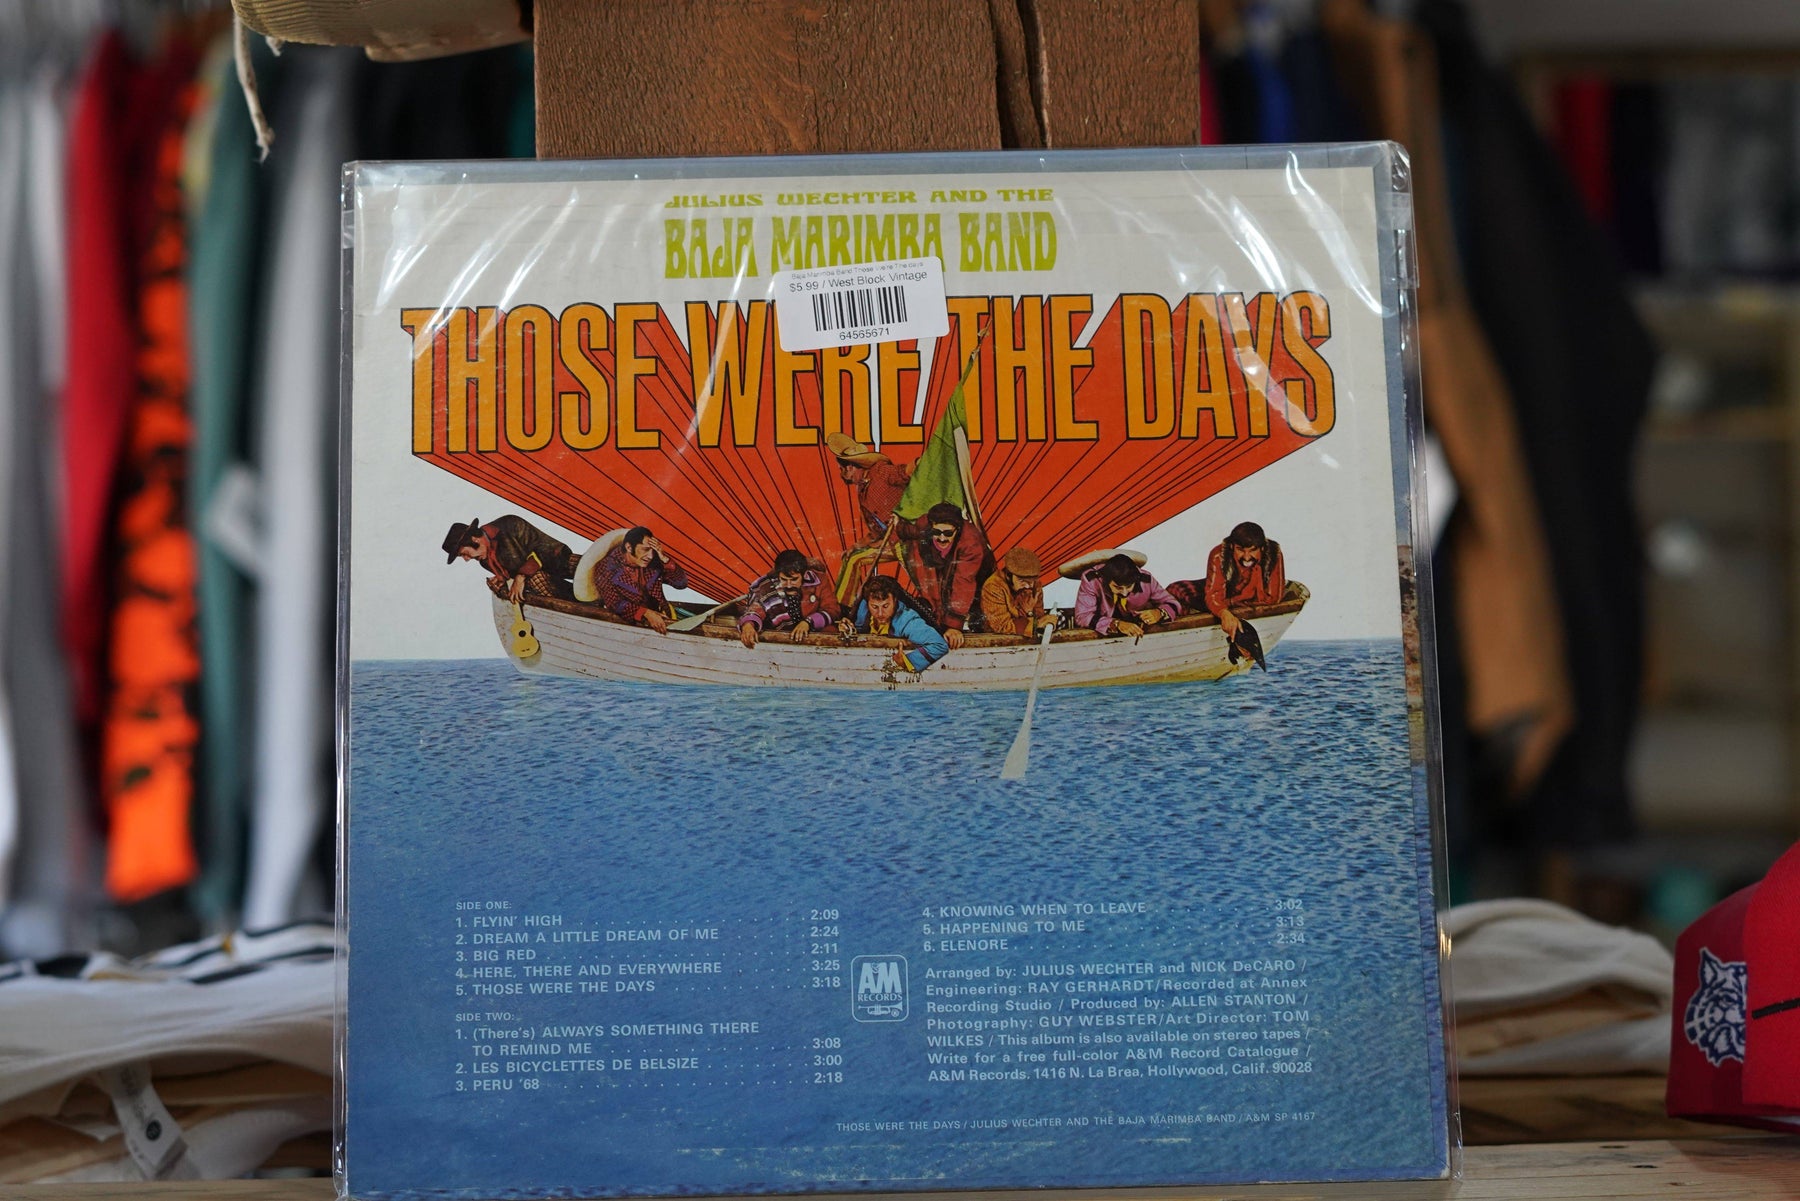 JULIUS WECHTER AND THE
BAJA MARIMBA BAND
Baja Marimba Band Those Were The days
$5.99 / West Block Vintage
64565671
THOSE WERE THE DAYS
SIDE ONE:
1. FLYIN' HIGH . . . . . . . . . . . . . 2:09
2. DREAM A LITTLE DREAM OF ME . . . . . 2:24
3. BIG RED . . . . . . . . . . . . . . . 2:11
4. HERE, THERE AND EVERYWHERE . . . . . 3:25
5. THOSE WERE THE DAYS . . . . . . . . 3:18
SIDE TWO:
1. (There's) ALWAYS SOMETHING THERE
TO REMIND ME . . . . . . . . . . . . 3:08
2. LES BICYCLETTES DE BELSIZE . . . . . 3:00
3. PERU '68 . . . . . . . . . . . . . . 2:18
A&M
RECORDS
4. KNOWING WHEN TO LEAVE . . . . . . . 3:02
5. HAPPENING TO ME . . . . . . . . . . 3:13
6. ELENORE . . . . . . . . . . . . . . 2:34
Arranged by: JULIUS WECHTER and NICK DeCARO /
Engineering: RAY GERHARDT/Recorded at Annex
Recording Studio / Produced by: ALLEN STANTON /
Photography: GUY WEBSTER/Art Director: TOM
WILKES / This album is also available on stereo tapes /
Write for a free full-color A&M Record Catalogue /
A&M Records. 1416 N. La Brea, Hollywood, Calif. 90028
THOSE WERE THE DAYS / JULIUS WECHTER AND THE BAJA MARIMBA BAND / A&M SP 4167